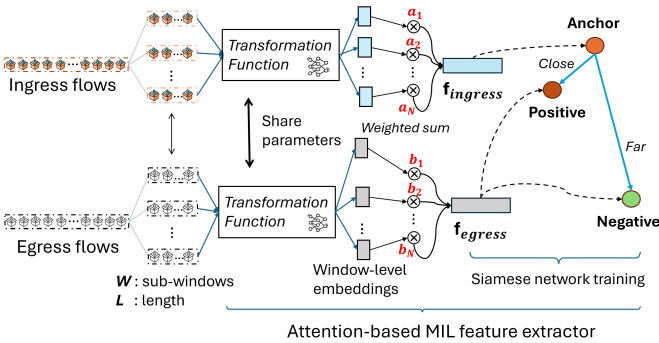 Ingress flows
Transformation
Function
a1
a2
aN
Weighted sum
fingress
Anchor
Close
Positive
Far
Negative
Share
parameters
Egress flows
W : sub-windows
L : length
Transformation
Function
b1
b2
bN
Window-level
embeddings
fegress
Siamese network training
Attention-based MIL feature extractor